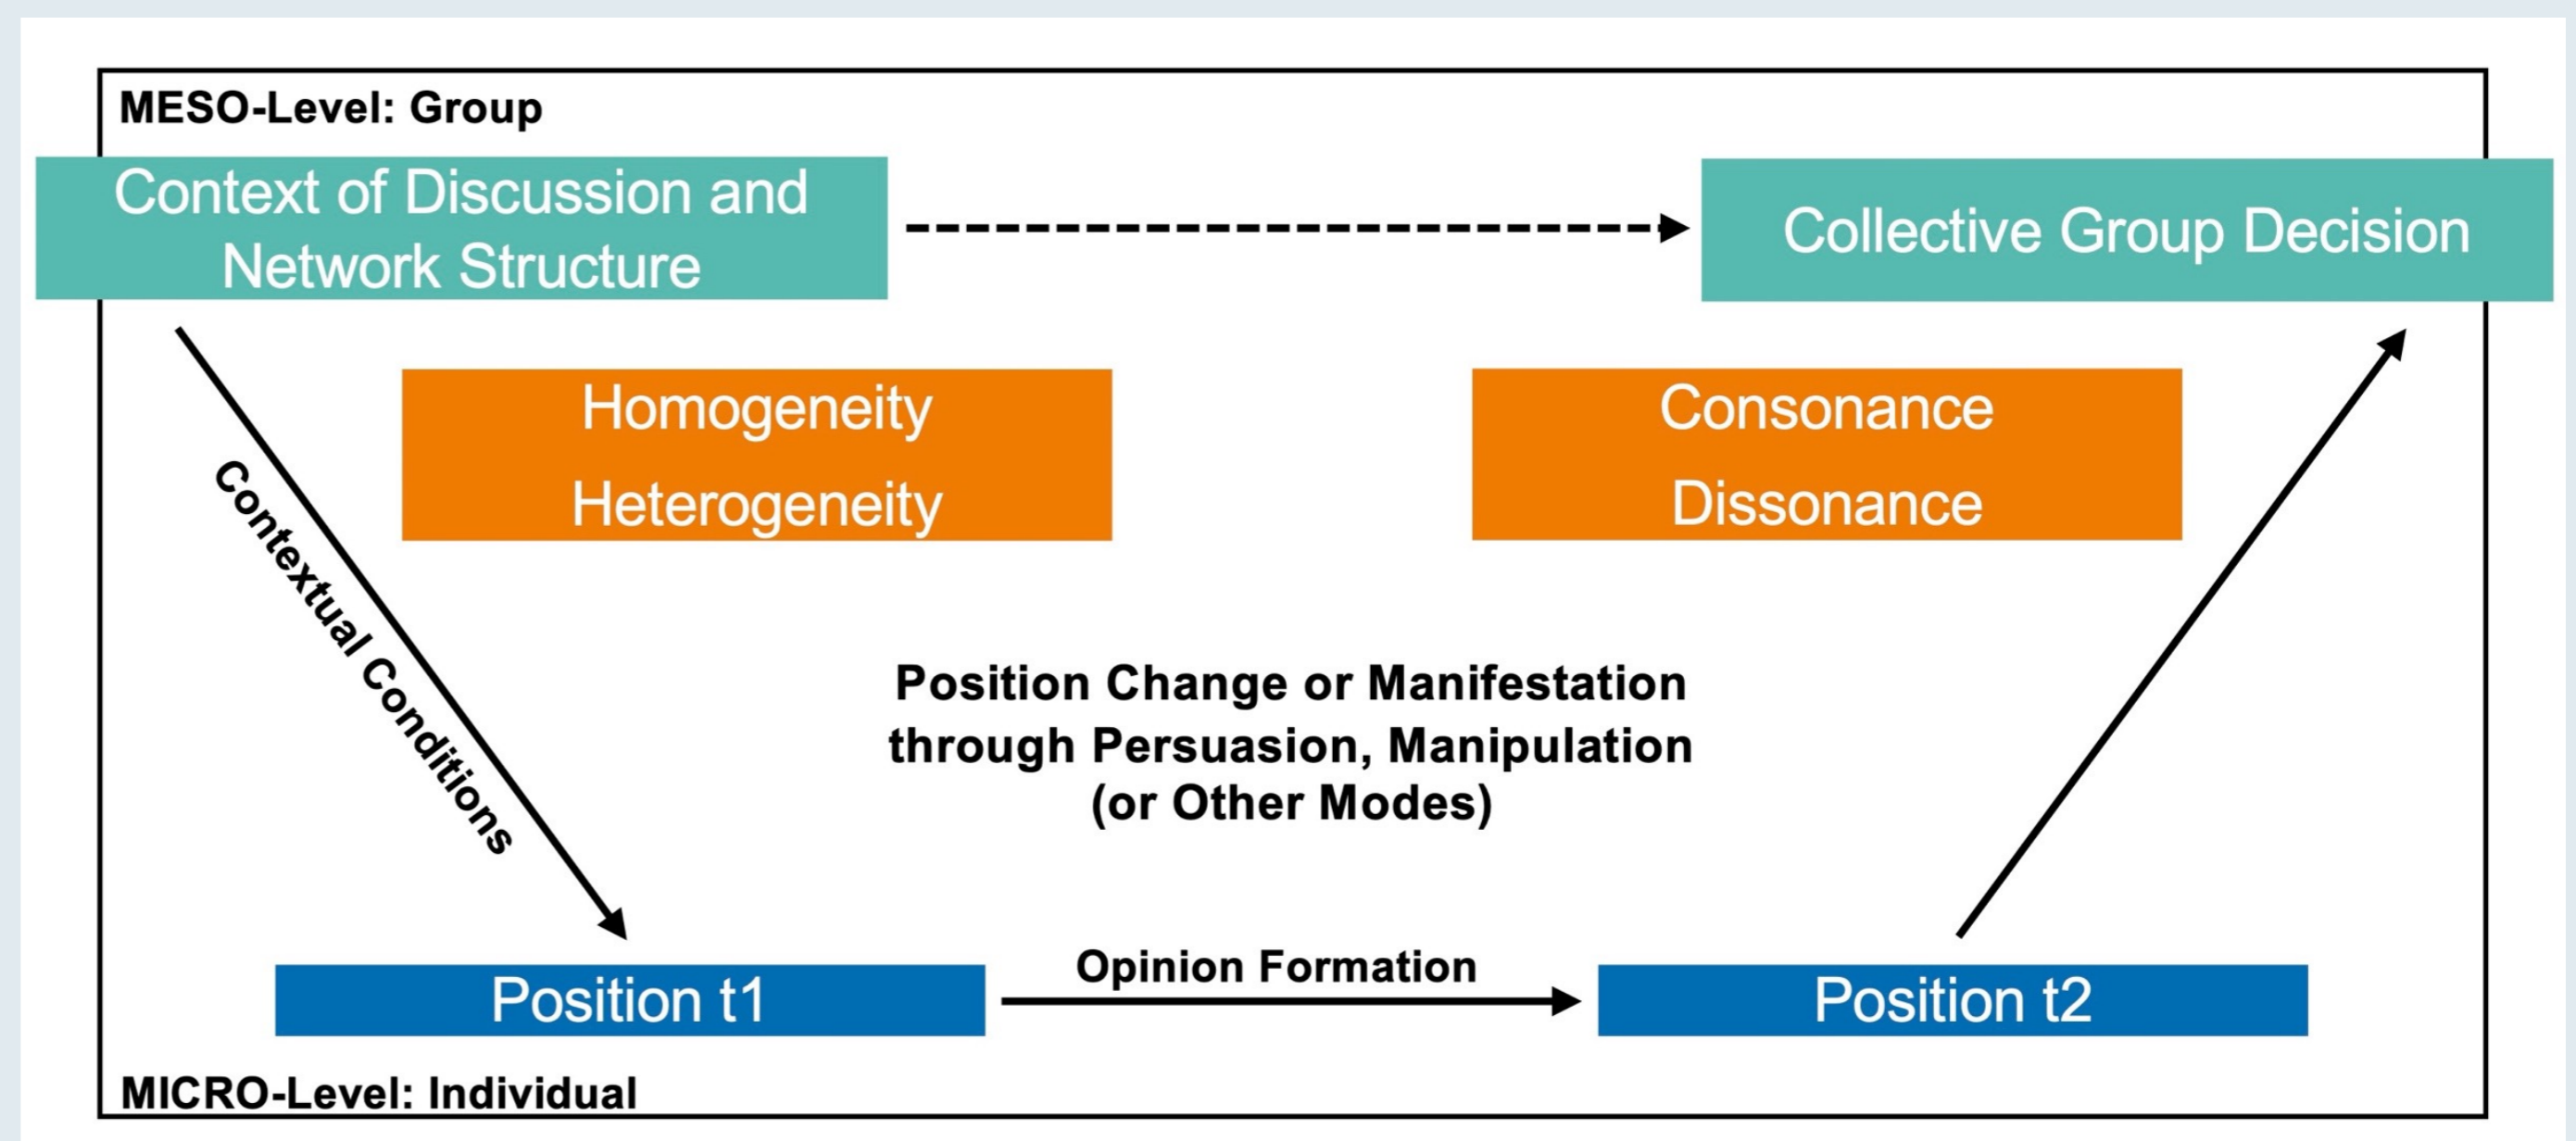 MESO-Level: Group
Context of Discussion and
Network Structure
Collective Group Decision
Homogeneity
Heterogeneity
Consonance
Dissonance
Contextual Conditions
Position Change or Manifestation
through Persuasion, Manipulation
(or Other Modes)
Position t1
Opinion Formation
Position t2
MICRO-Level: Individual